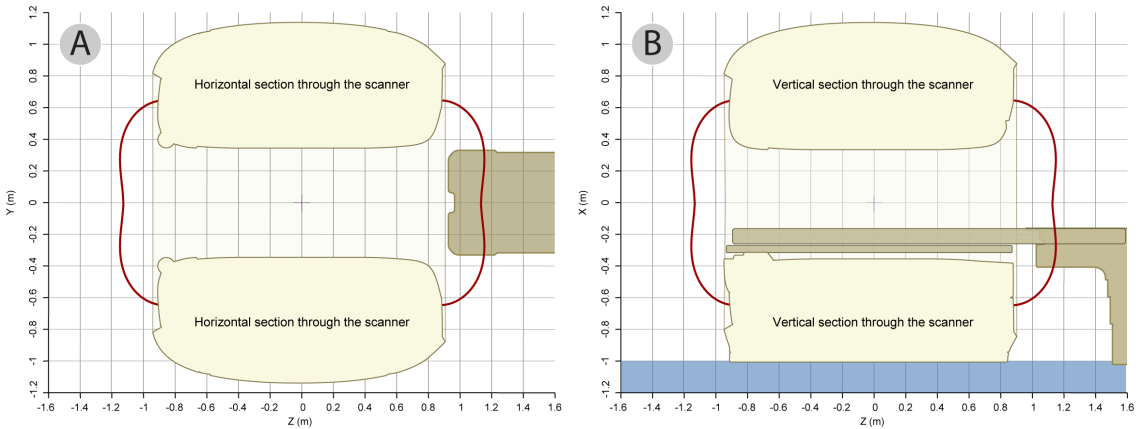 A
Horizontal section through the scanner
Horizontal section through the scanner
Y (m)
1.2
1
0.8
0.6
0.4
0.2
0
-0.2
-0.4
-0.6
-0.8
-1
-1.2
-1.6 -1.4 -1.2 -1 -0.8 -0.6 -0.4 -0.2 0 0.2 0.4 0.6 0.8 1 1.2 1.4 1.6
Z (m)
B
Vertical section through the scanner
Vertical section through the scanner
X (m)
1.2
1
0.8
0.6
0.4
0.2
0
-0.2
-0.4
-0.6
-0.8
-1
-1.2
-1.6 -1.4 -1.2 -1 -0.8 -0.6 -0.4 -0.2 0 0.2 0.4 0.6 0.8 1 1.2 1.4 1.6
Z (m)